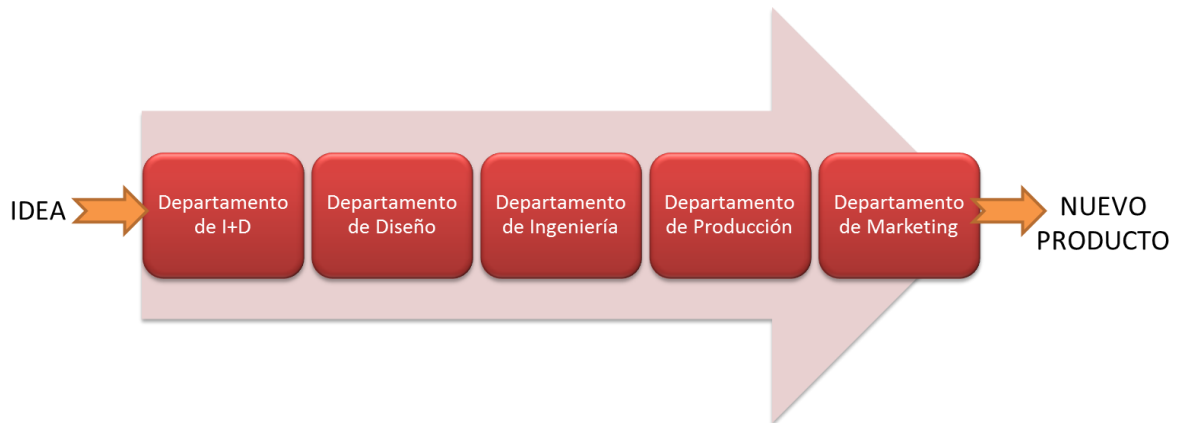 IDEA
Departamento
de I+D
Departamento
de Diseño
Departamento
de Ingeniería
Departamento
de Producción
Departamento
de Marketing
NUEVO
PRODUCTO